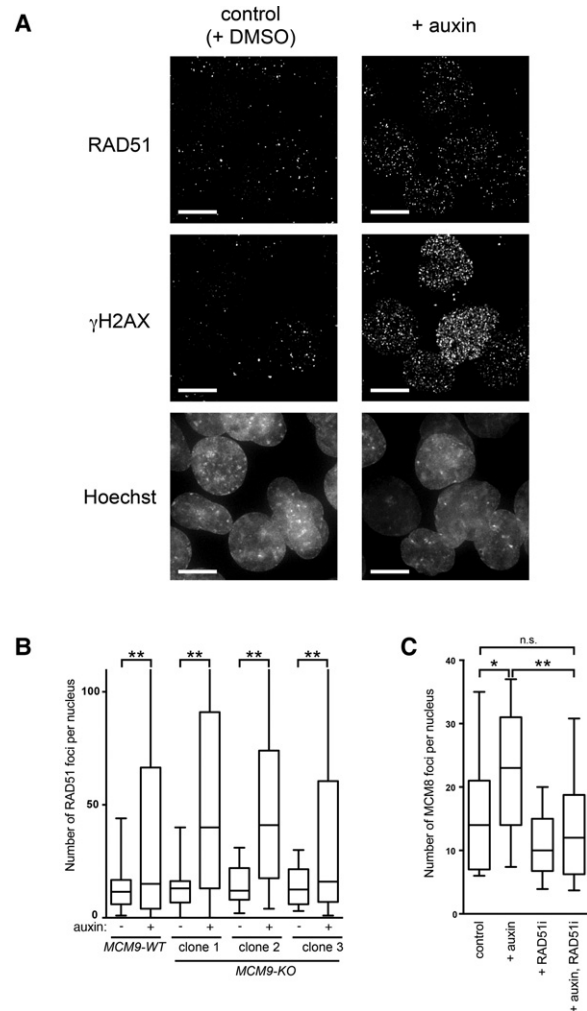 A
control
(+ DMSO)
+ auxin
RAD51
γH2AX
Hoechst
B
** ** ** **
Number of RAD51 foci per nucleus
100
50
0
auxin: - + - + - + - +
MCM9-WT clone 1 clone 2 clone 3
MCM9-KO
C
n.s.
* **
Number of MCM8 foci per nucleus
40
30
20
10
0
control
+ auxin
+ RAD51i
+ auxin, RAD51i